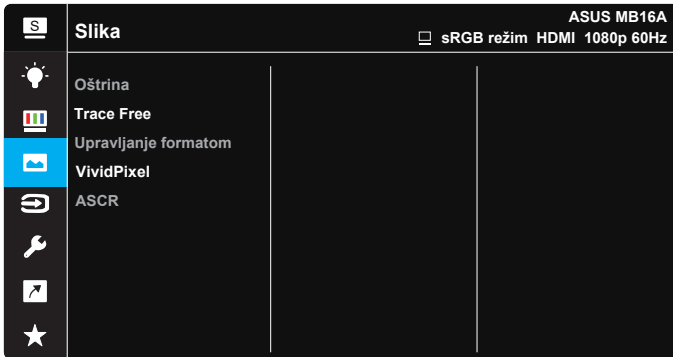 S
Slika
ASUS MB16A
sRGB režim HDMI 1080p 60Hz
Oštrina
Trace Free
Upravljanje formatom
VividPixel
ASCR